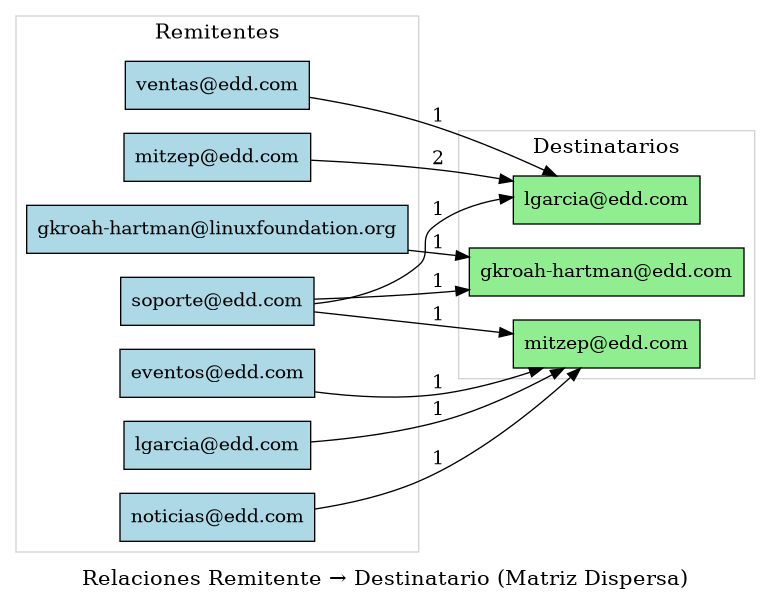 Remitentes
ventas@edd.com
mitzep@edd.com
gkroah-hartman@linuxfoundation.org
soporte@edd.com
eventos@edd.com
lgarcia@edd.com
noticias@edd.com
1
2
1
1
1
1
1
1
1
Destinatarios
lgarcia@edd.com
gkroah-hartman@edd.com
mitzep@edd.com
Relaciones Remitente → Destinatario (Matriz Dispersa)